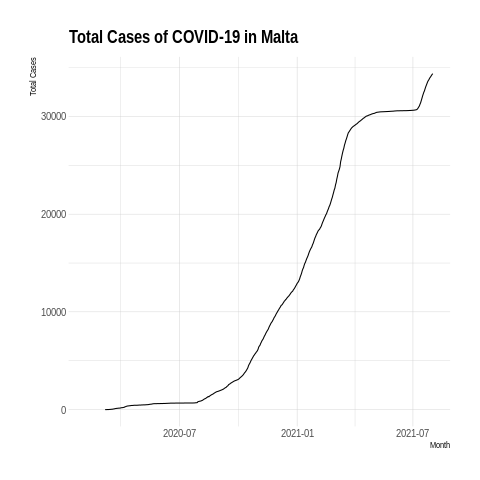 Total Cases of COVID-19 in Malta
Total Cases
30000
20000
10000
0
2020-07 2021-01 2021-07
Month